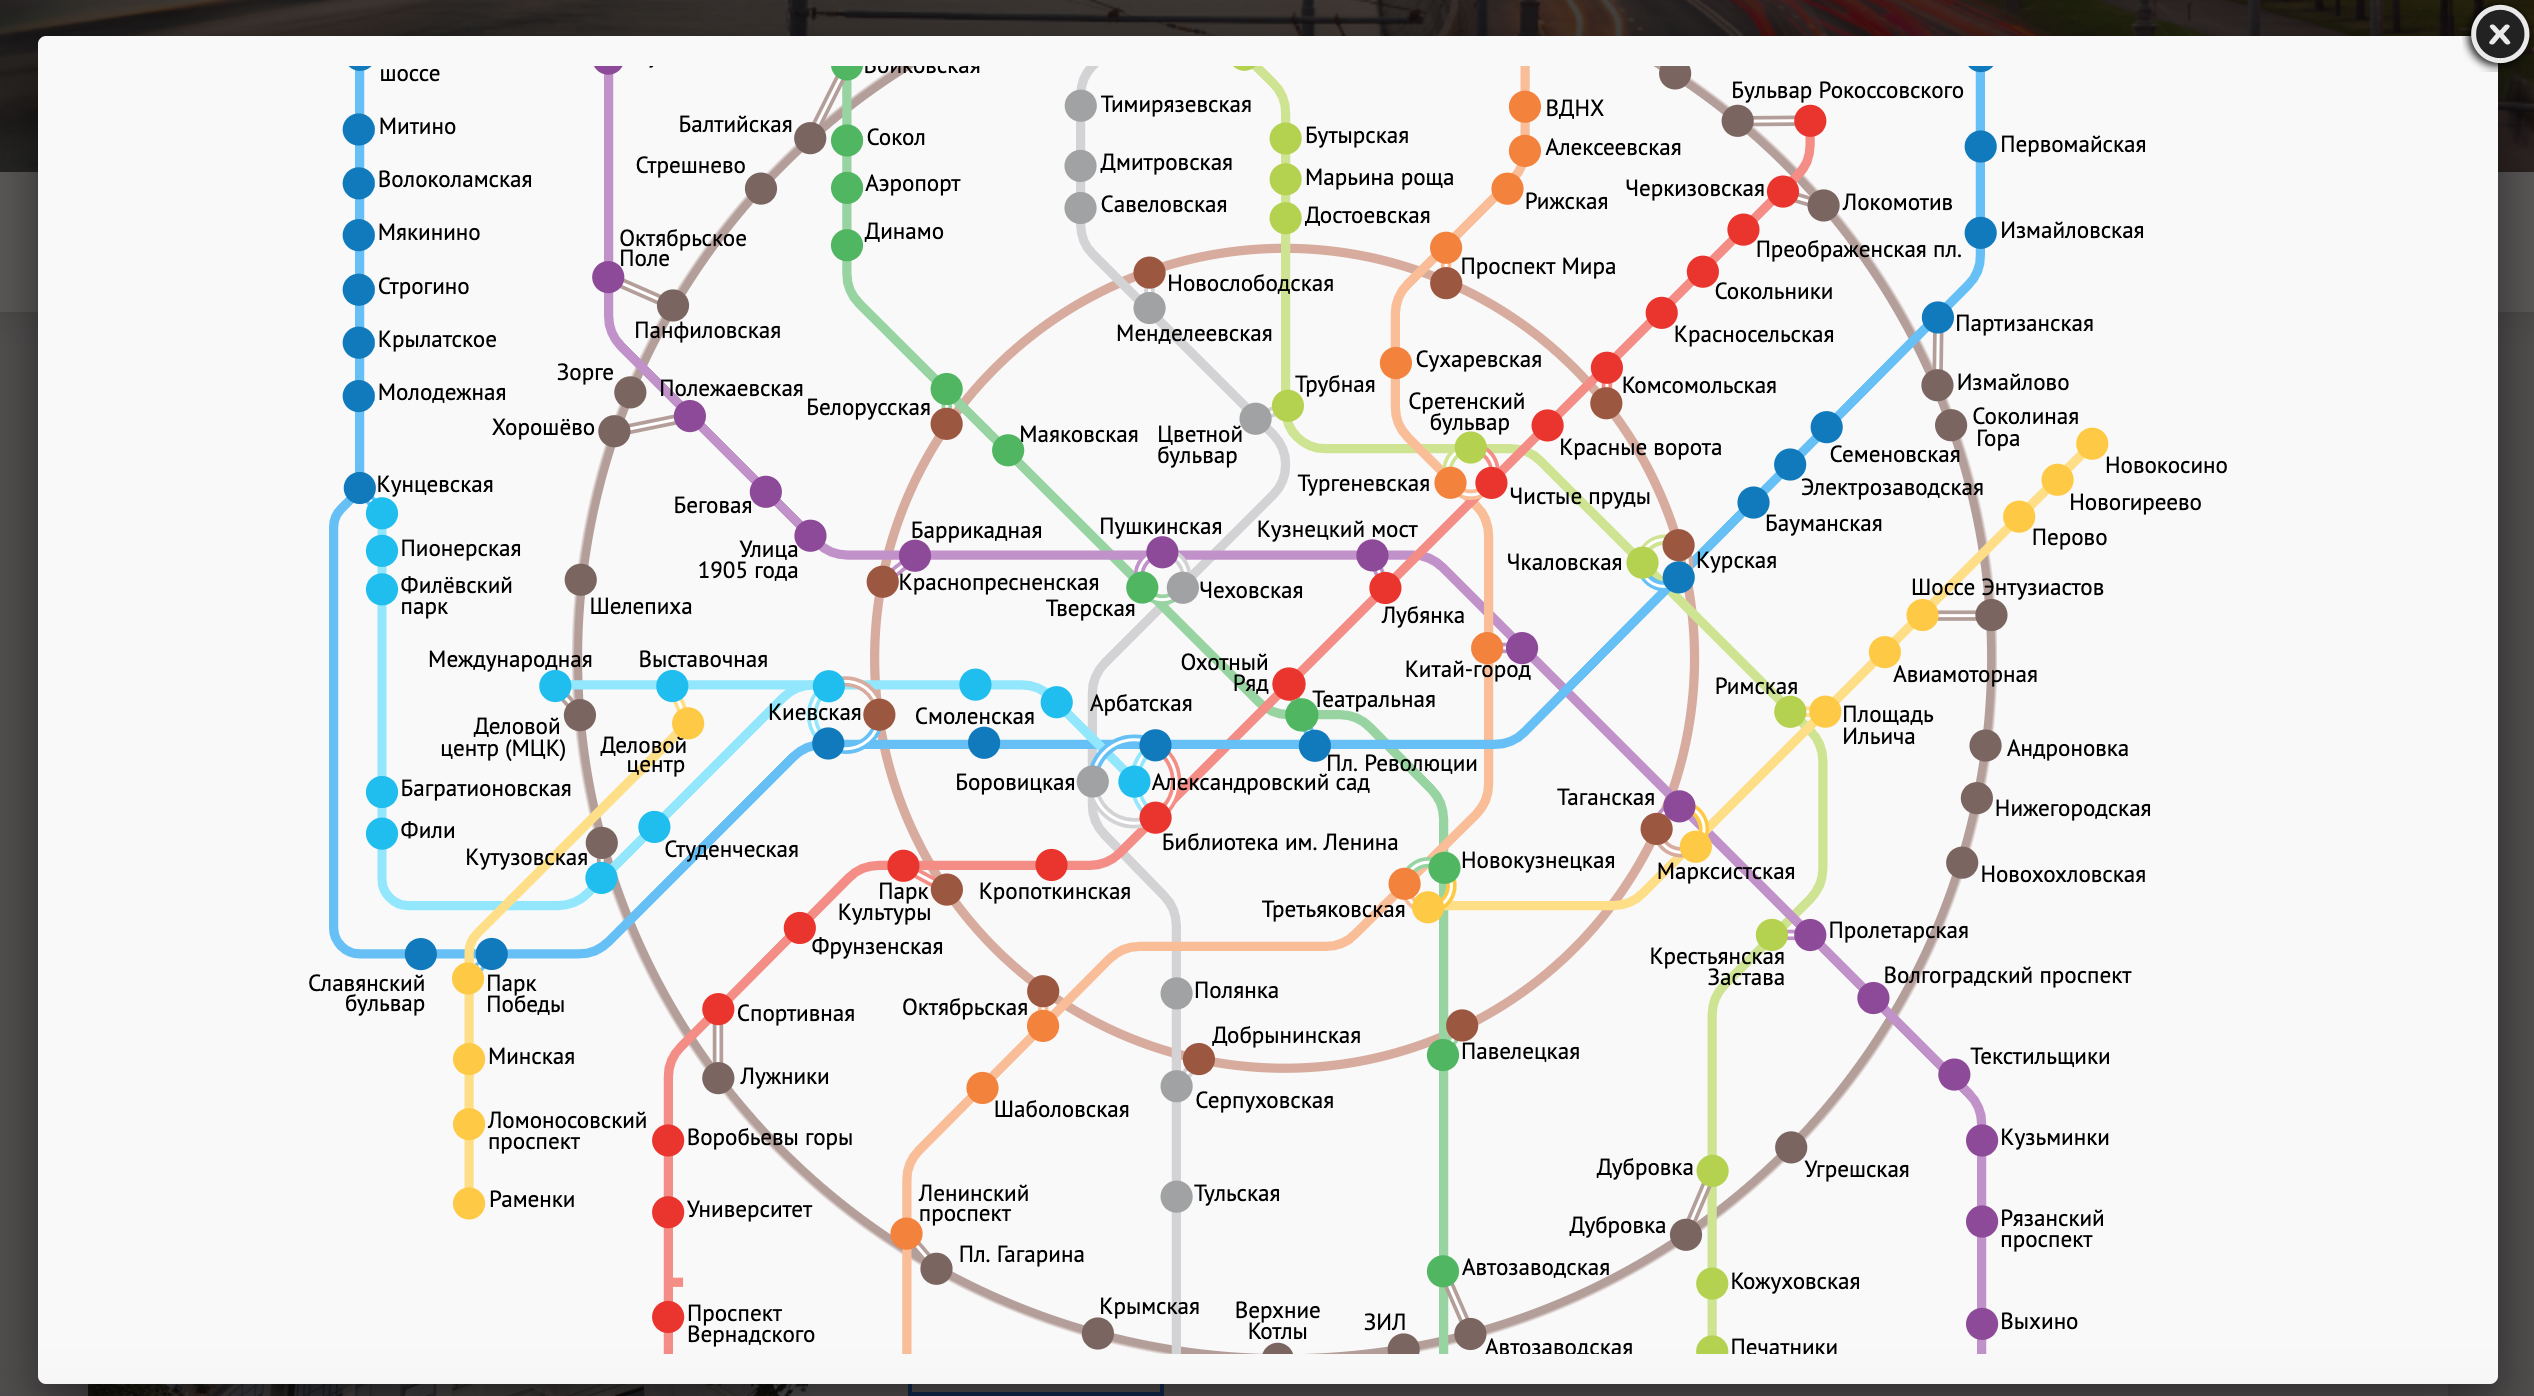 шоссе
Митино
Волоколамская
Мякинино
Строгино
Крылатское
Молодежная
Кунцевская
Пионерская
Филёвский
парк
Международная
Выставочная
Деловой
центр (МЦК)
Деловой
центр
Багратионовская
Фили
Кутузовская
Студенческая
Славянский
бульвар
Парк
Победы
Минская
Ломоносовский
проспект
Раменки
Балтийская
Стрешнево
Октябрьское
Поле
Панфиловская
Зорге
Полежаевская
Хорошёво
Беговая
Улица
1905 года
Шелепиха
Войковская
Сокол
Аэропорт
Динамо
Белорусская
Маяковская
Баррикадная
Краснопресненская
Пушкинская
Тверская
Чеховская
Кузнецкий мост
Лубянка
Киевская
Смоленская
Арбатская
Охотный
Ряд
Театральная
Пл. Революции
Боровицкая
Александровский сад
Библиотека им. Ленина
Парк
Культуры
Кропоткинская
Фрунзенская
Спортивная
Лужники
Воробьевы горы
Университет
Проспект
Вернадского
Октябрьская
Шаболовская
Ленинский
проспект
Пл. Гагарина
Крымская
Верхние
Котлы
ЗИЛ
Полянка
Добрынинская
Серпуховская
Тульская
Тимирязевская
Дмитровская
Савеловская
Новослободская
Менделеевская
Цветной
бульвар
Бутырская
Марьина роща
Достоевская
Трубная
ВДНХ
Алексеевская
Рижская
Проспект Мира
Сухаревская
Сретенский
бульвар
Тургеневская
Чистые пруды
Красные ворота
Комсомольская
Красносельская
Сокольники
Преображенская пл.
Черкизовская
Локомотив
Бульвар Рокоссовского
Первомайская
Измайловская
Партизанская
Измайлово
Соколиная
Гора
Семеновская
Электрозаводская
Бауманская
Курская
Чкаловская
Новокосино
Новогиреево
Перово
Шоссе Энтузиастов
Авиамоторная
Римская
Площадь
Ильича
Китай-город
Андроновка
Нижегородская
Новохохловская
Таганская
Марксистская
Новокузнецкая
Третьяковская
Пролетарская
Крестьянская
Застава
Волгоградский проспект
Текстильщики
Кузьминки
Рязанский
проспект
Выхино
Угрешская
Дубровка
Дубровка
Кожуховская
Печатники
Павелецкая
Автозаводская
Автозаводская